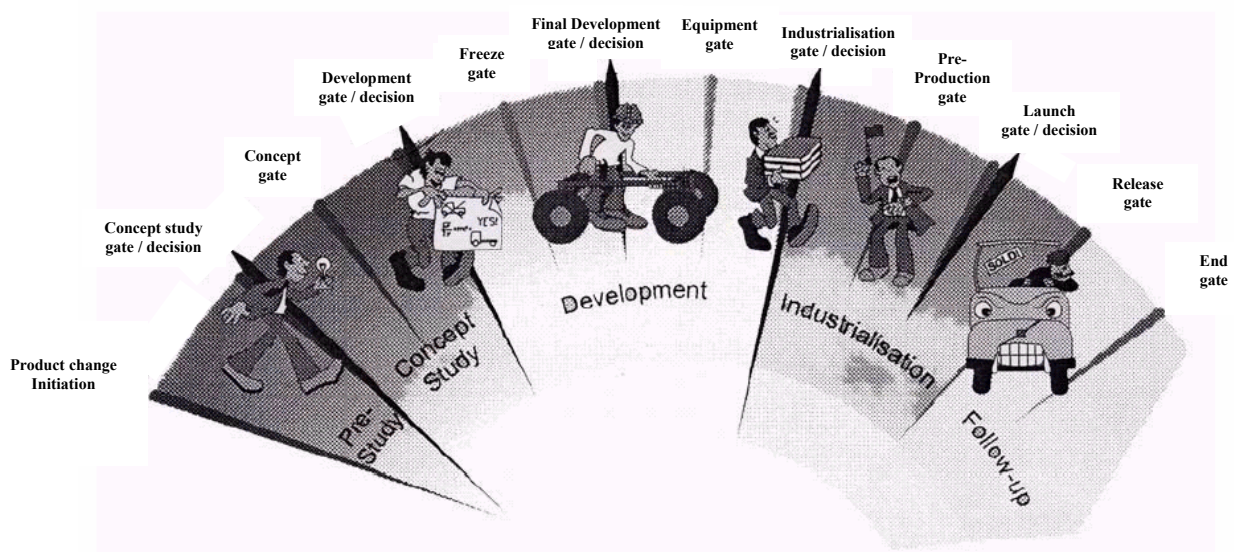 Product change
Initiation
Concept study
gate / decision
Concept
gate
Development
gate / decision
Freeze
gate
Final Development
gate / decision
Equipment
gate
Industrialisation
gate / decision
Pre-
Production
gate
Launch
gate / decision
Release
gate
End
gate
Pre-
Study
Concept
Study
Development
Industrialisation
Follow-up
YES!
SOLD!